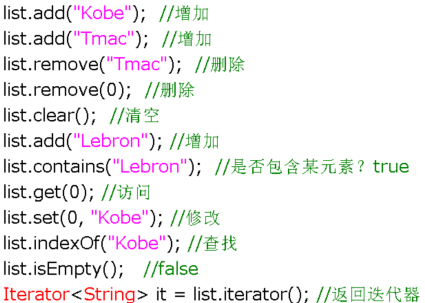 list.add("Kobe");  //增加
list.add("Tmac");  //增加
list.remove("Tmac");  //删除
list.remove(0);  //删除
list.clear();  //清空
list.add("Lebron"); //增加
list.contains("Lebron");  //是否包含某元素？true
list.get(0); //访问
list.set(0, "Kobe"); //修改
list.indexOf("Kobe"); //查找
list.isEmpty();   //false
Iterator<String> it = list.iterator(); //返回迭代器